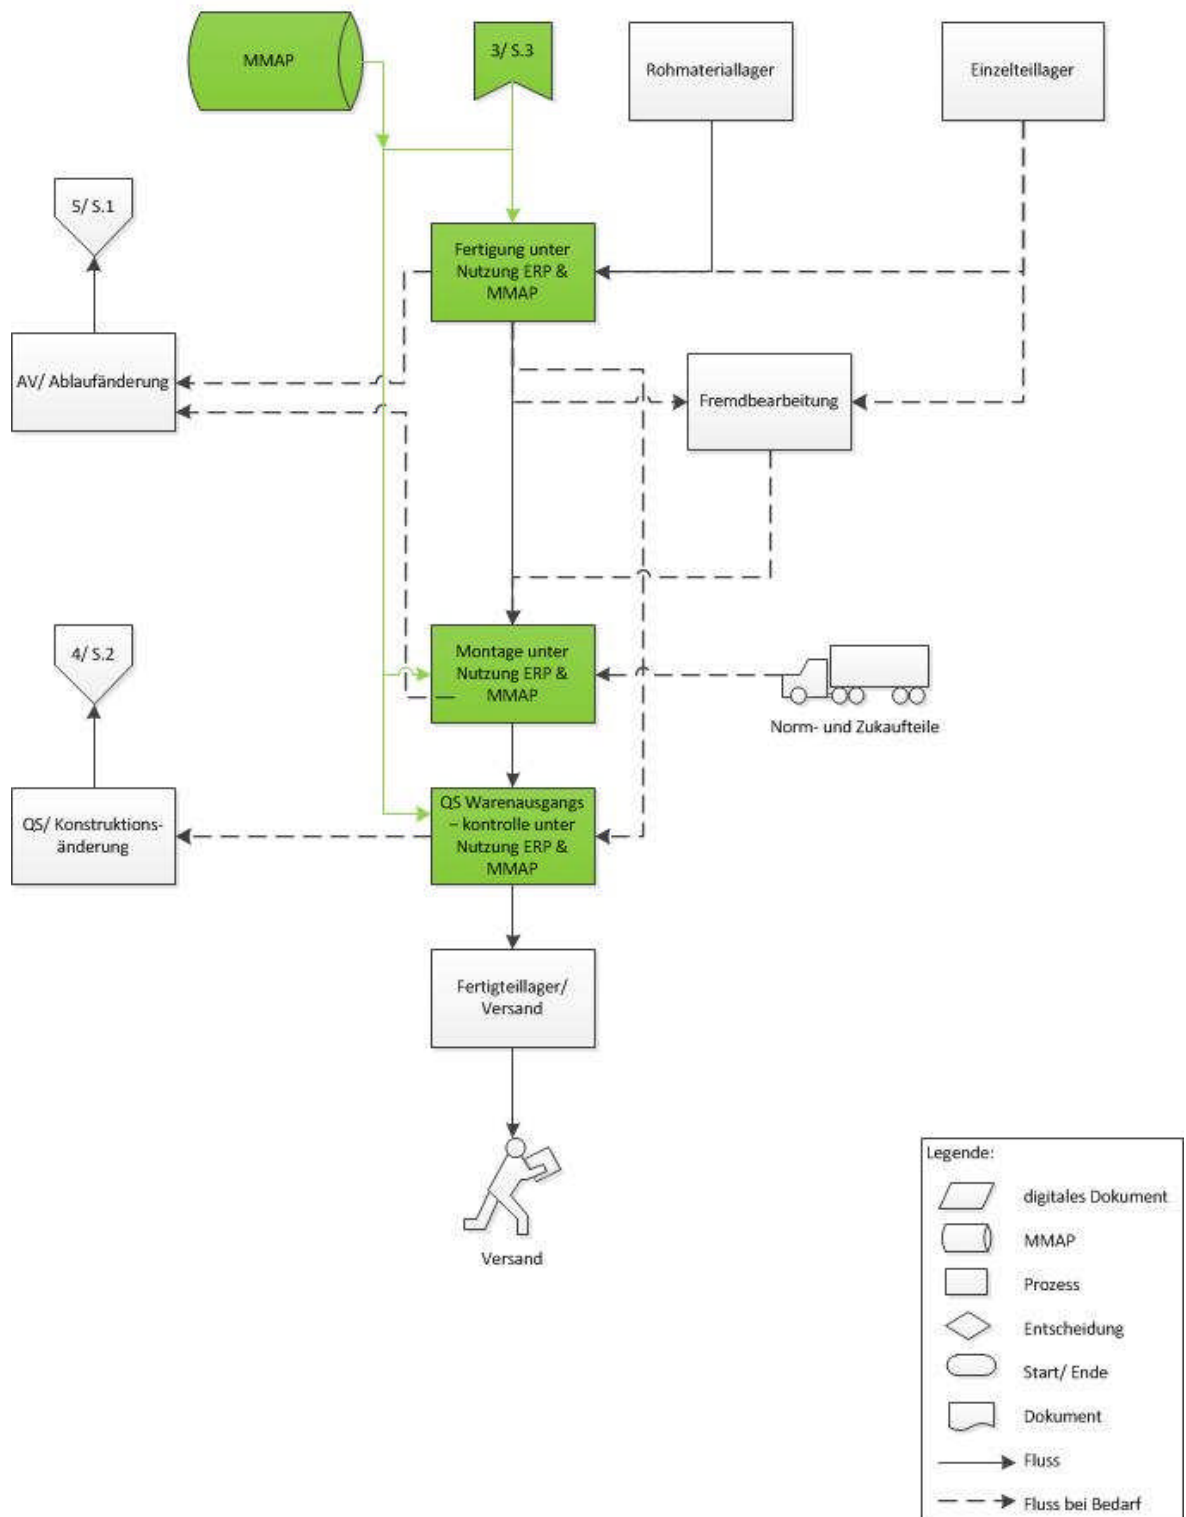 MMAP
3/ S.3
Rohmateriallager
Einzelteillager
5/ S.1
Fertigung unter
Nutzung ERP &
MMAP
AV/ Ablaufänderung
Fremdbearbeitung
4/ S.2
Montage unter
Nutzung ERP &
MMAP
Norm- und Zukaufteile
QS/ Konstruktions-
änderung
QS Warenausgangs
– kontrolle unter
Nutzung ERP &
MMAP
Fertigteillager/
Versand
Versand
Legende:
digitales Dokument
MMAP
Prozess
Entscheidung
Start/ Ende
Dokument
Fluss
Fluss bei Bedarf